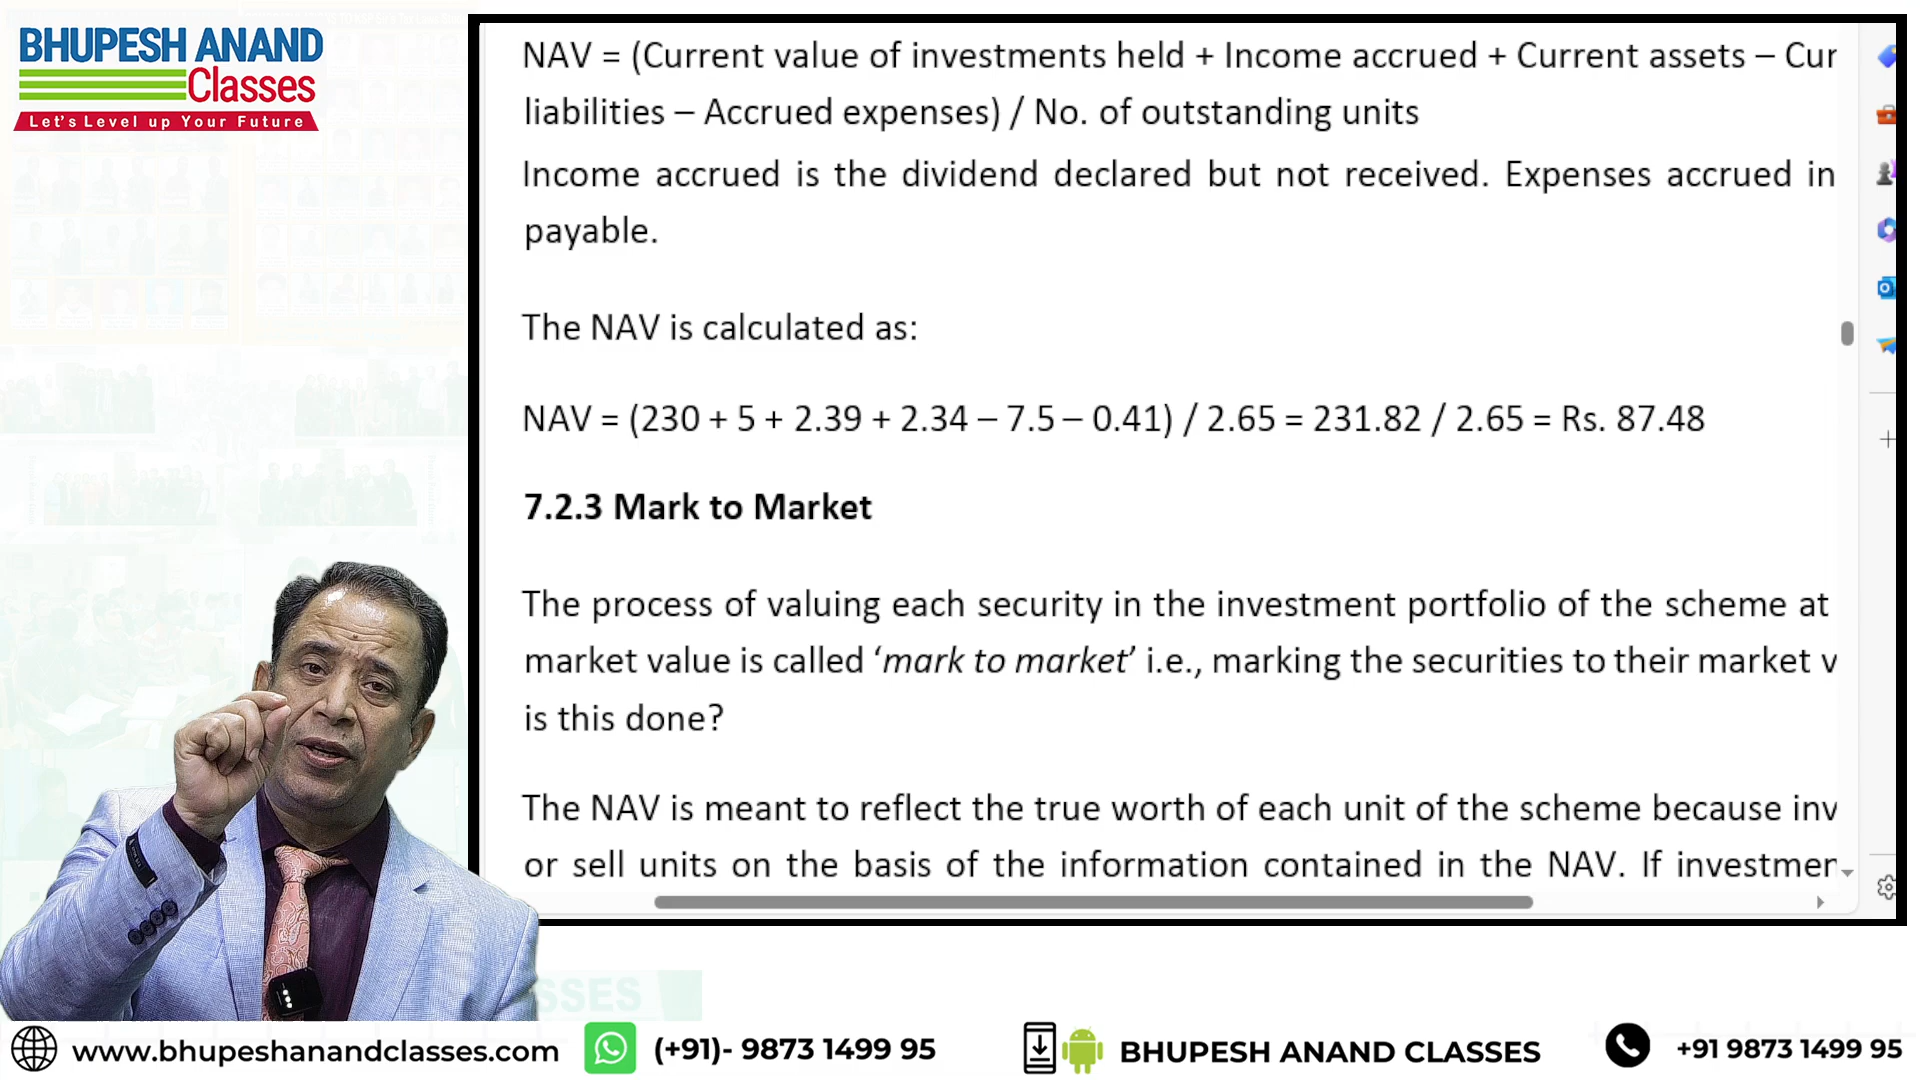 BHUPESH ANAND
Classes
Let's Level up Your Future
NAV = (Current value of investments held + Income accrued + Current assets – Cur
liabilities – Accrued expenses) / No. of outstanding units
Income accrued is the dividend declared but not received. Expenses accrued in
payable.
The NAV is calculated as:
NAV = (230 + 5 + 2.39 + 2.34 – 7.5 – 0.41) / 2.65 = 231.82 / 2.65 = Rs. 87.48
7.2.3 Mark to Market
The process of valuing each security in the investment portfolio of the scheme at
market value is called ‘mark to market’ i.e., marking the securities to their market v
is this done?
The NAV is meant to reflect the true worth of each unit of the scheme because inv
or sell units on the basis of the information contained in the NAV. If investmen
SSES
www.bhupeshanandclasses.com
(+91)- 9873 1499 95
BHUPESH ANAND CLASSES
+91 9873 1499 95